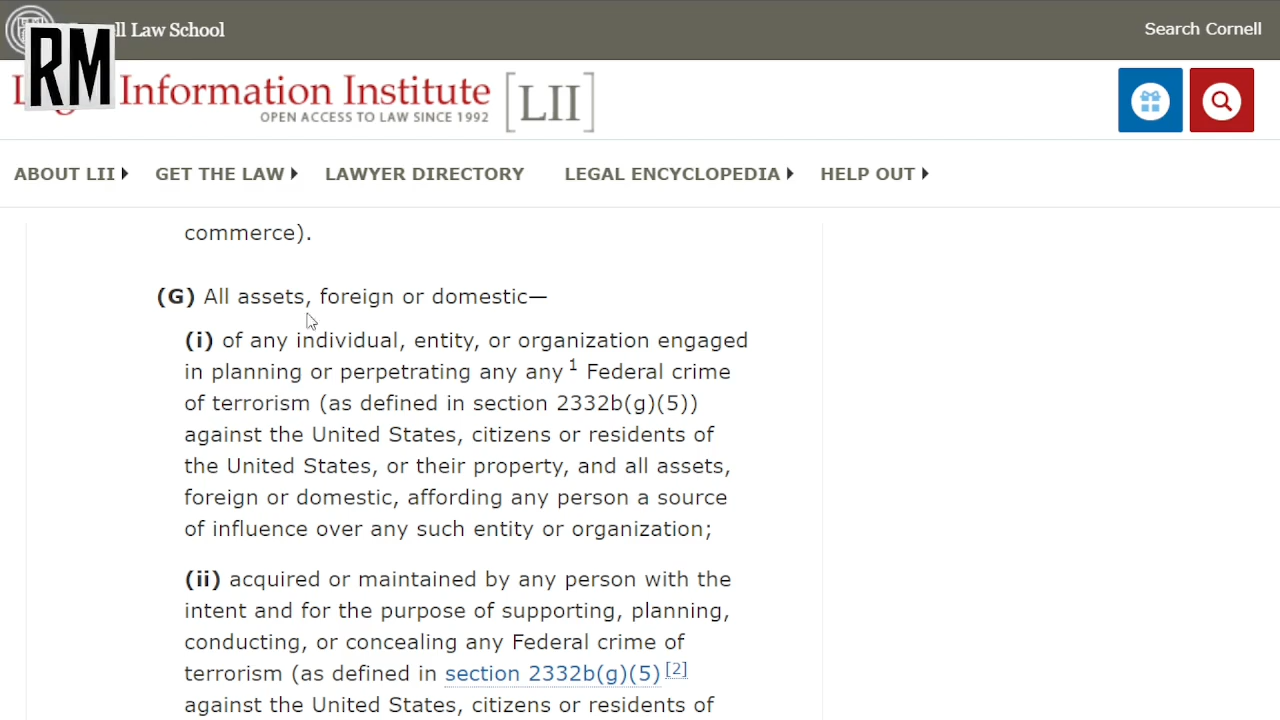 ll Law School
Search Cornell
RM
L Information Institute [LII]
OPEN ACCESS TO LAW SINCE 1992
ABOUT LII GET THE LAW LAWYER DIRECTORY LEGAL ENCYCLOPEDIA HELP OUT
commerce).
(G) All assets, foreign or domestic—
(i) of any individual, entity, or organization engaged
in planning or perpetrating any any 1 Federal crime
of terrorism (as defined in section 2332b(g)(5))
against the United States, citizens or residents of
the United States, or their property, and all assets,
foreign or domestic, affording any person a source
of influence over any such entity or organization;
(ii) acquired or maintained by any person with the
intent and for the purpose of supporting, planning,
conducting, or concealing any Federal crime of
terrorism (as defined in section 2332b(g)(5) [2]
against the United States, citizens or residents of